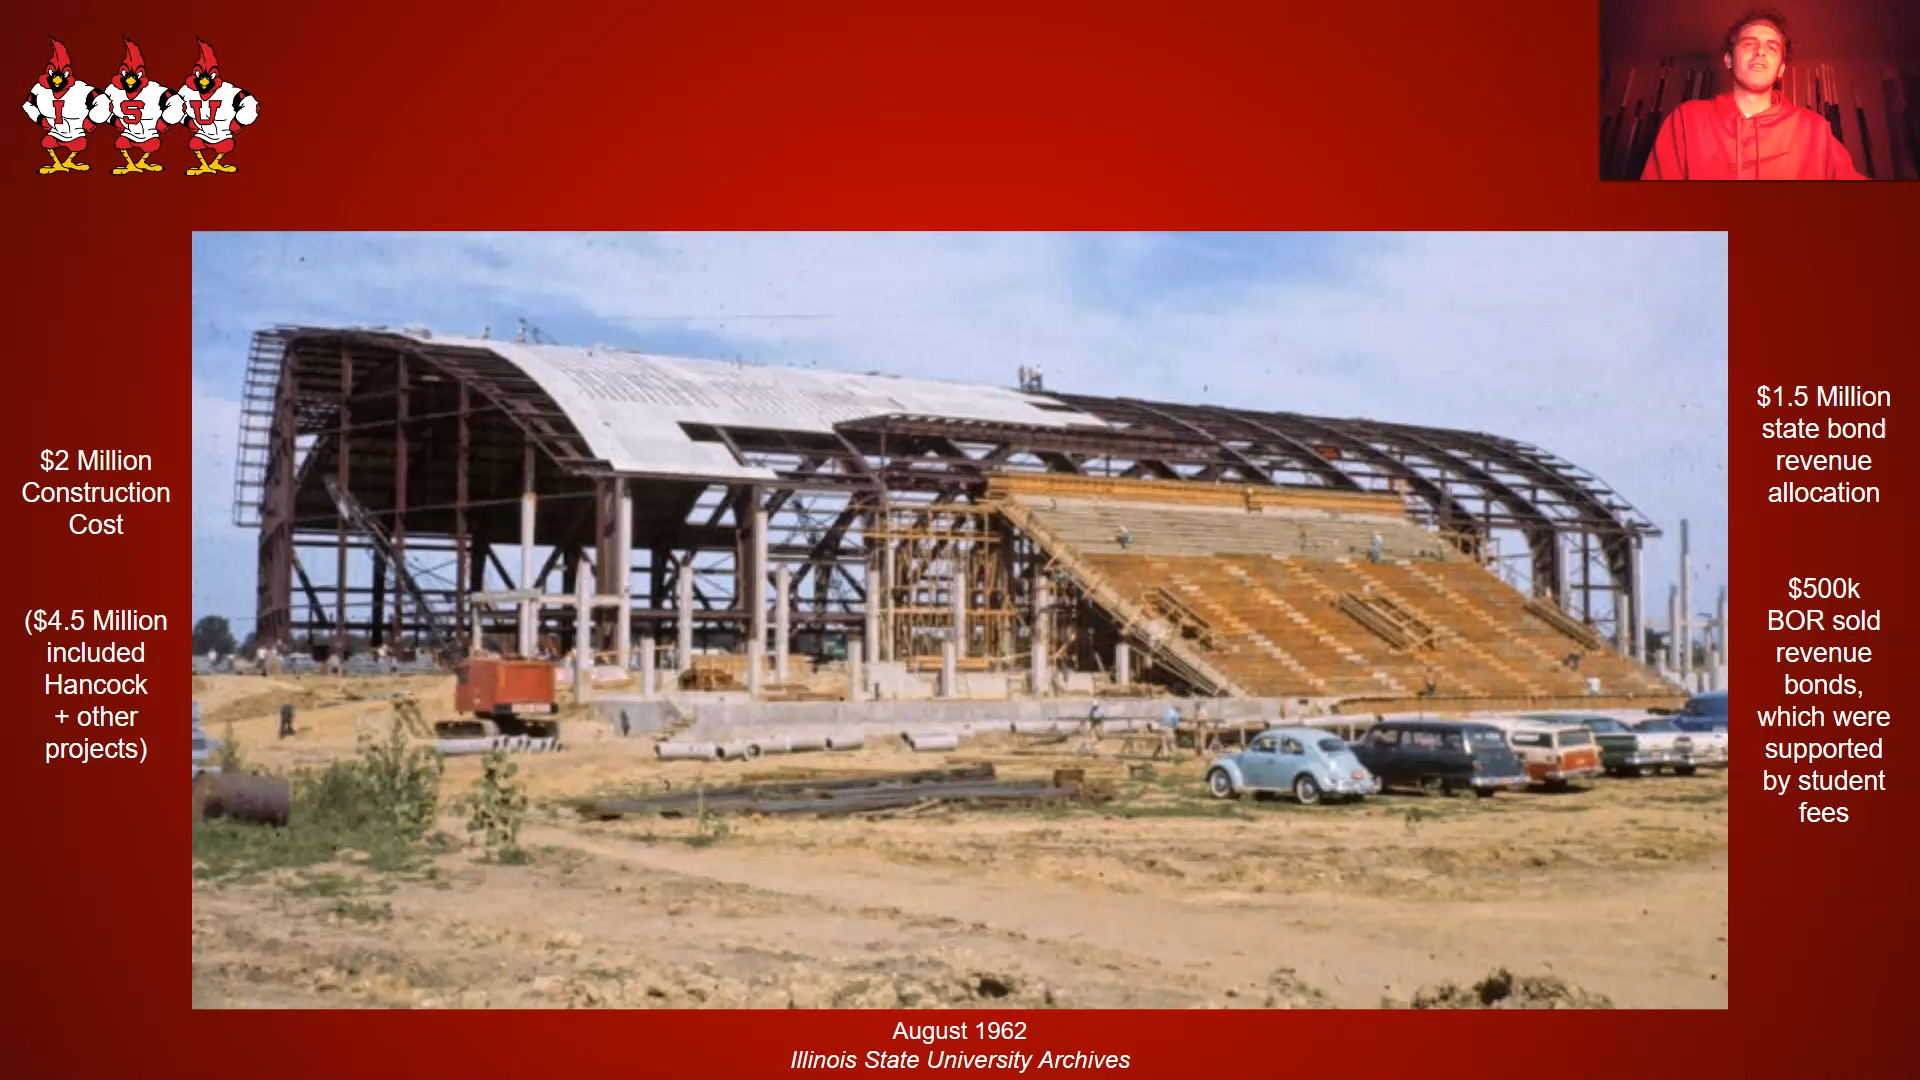 I S U
$2 Million
Construction
Cost
($4.5 Million
included
Hancock
+ other
projects)
$1.5 Million
state bond
revenue
allocation
$500k
BOR sold
revenue
bonds,
which were
supported
by student
fees
August 1962
Illinois State University Archives